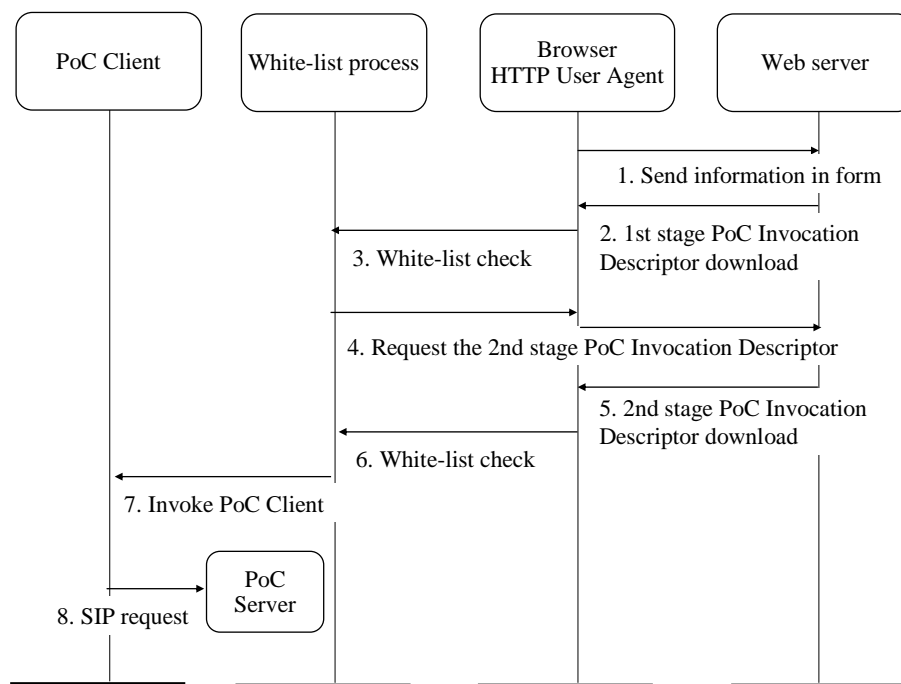 PoC Client
White-list process
Browser
HTTP User Agent
Web server
1. Send information in form
2. 1st stage PoC Invocation
Descriptor download
3. White-list check
4. Request the 2nd stage PoC Invocation Descriptor
5. 2nd stage PoC Invocation
Descriptor download
6. White-list check
7. Invoke PoC Client
PoC
Server
8. SIP request